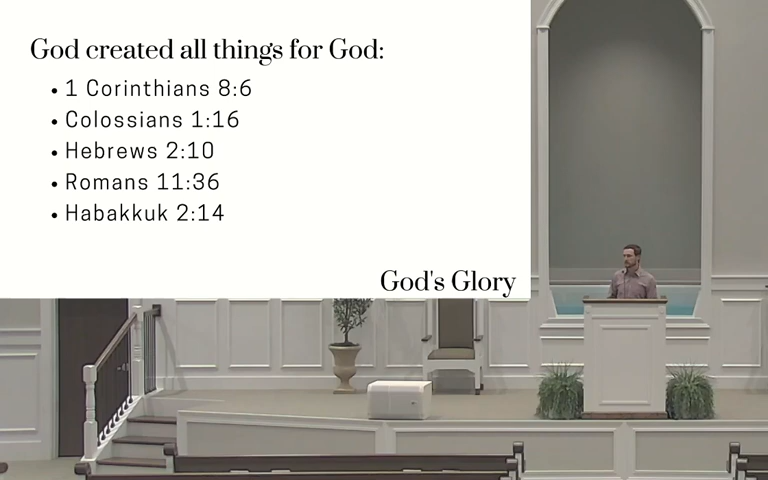 God created all things for God:
• 1 Corinthians 8:6
• Colossians 1:16
• Hebrews 2:10
• Romans 11:36
• Habakkuk 2:14
God's Glory